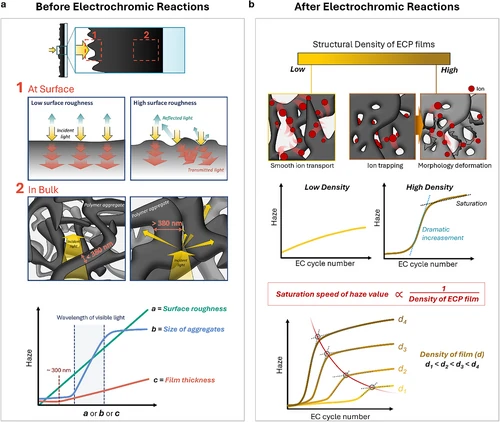 a Before Electrochromic Reactions
1
2
1 At Surface
Low surface roughness
High surface roughness
Incident light
Reflected light
Transmitted light
2 In Bulk
Polymer aggregate
Incident light
< 380 nm
Polymer aggregate
> 380 nm
Incident light
Wavelength of visible light
a = Surface roughness
b = Size of aggregates
~ 300 nm
c = Film thickness
Haze
a or b or c
b After Electrochromic Reactions
Structural Density of ECP films
Low
High
Ion
Smooth ion transport
Ion trapping
Morphology deformation
Low Density
Haze
EC cycle number
High Density
Saturation
Dramatic increasement
Haze
EC cycle number
Saturation speed of haze value ∝ 1 / Density of ECP film
Haze
d4
d3
d2
d1
Density of film (d)
d1 < d2 < d3 < d4
EC cycle number